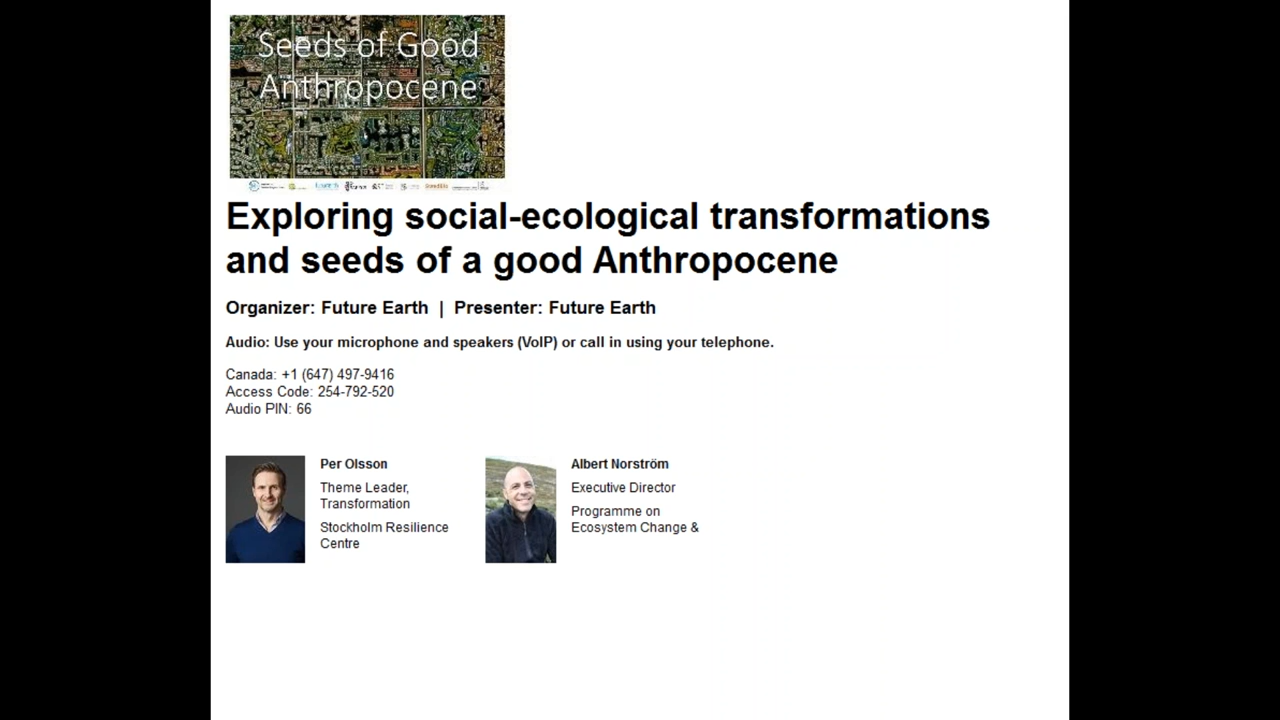 Seeds of Good
Anthropocene
Exploring social-ecological transformations
and seeds of a good Anthropocene
Organizer: Future Earth | Presenter: Future Earth
Audio: Use your microphone and speakers (VoIP) or call in using your telephone.
Canada: +1 (647) 497-9416
Access Code: 254-792-520
Audio PIN: 66
Per Olsson
Theme Leader,
Transformation
Stockholm Resilience
Centre
Albert Norström
Executive Director
Programme on
Ecosystem Change &